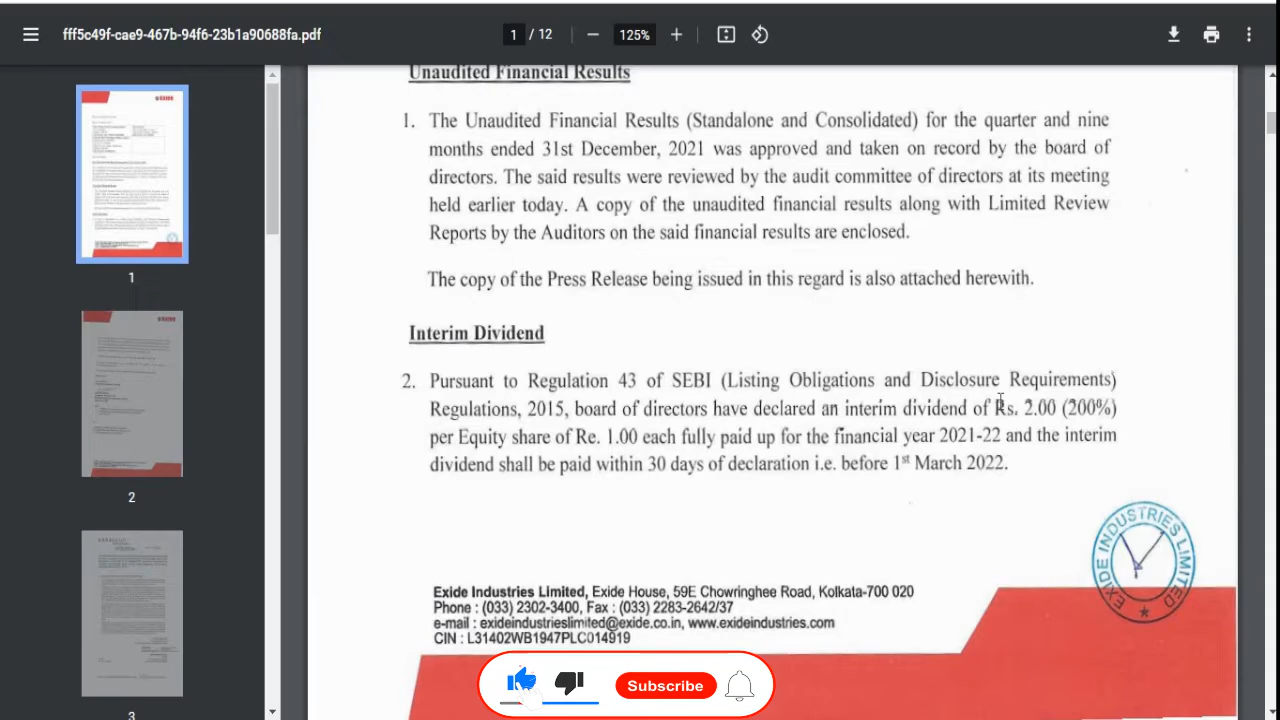 fff5c49f-cae9-467b-94f6-23b1a90688fa.pdf
1 / 12
125%
Unaudited Financial Results
1. The Unaudited Financial Results (Standalone and Consolidated) for the quarter and nine
months ended 31st December, 2021 was approved and taken on record by the board of
directors. The said results were reviewed by the audit committee of directors at its meeting
held earlier today. A copy of the unaudited financial results along with Limited Review
Reports by the Auditors on the said financial results are enclosed.
The copy of the Press Release being issued in this regard is also attached herewith.
Interim Dividend
2. Pursuant to Regulation 43 of SEBI (Listing Obligations and Disclosure Requirements)
Regulations, 2015, board of directors have declared an interim dividend of Rs. 2.00 (200%)
per Equity share of Re. 1.00 each fully paid up for the financial year 2021-22 and the interim
dividend shall be paid within 30 days of declaration i.e. before 1st March 2022.
EXIDE INDUSTRIES LIMITED
Exide Industries Limited, Exide House, 59E Chowringhee Road, Kolkata-700 020
Phone : (033) 2302-3400, Fax : (033) 2283-2642/37
e-mail : exideindustrieslimited@exide.co.in, www.exideindustries.com
CIN : L31402WB1947PLC014919
Subscribe
EXIDE
1
EXIDE
2
3